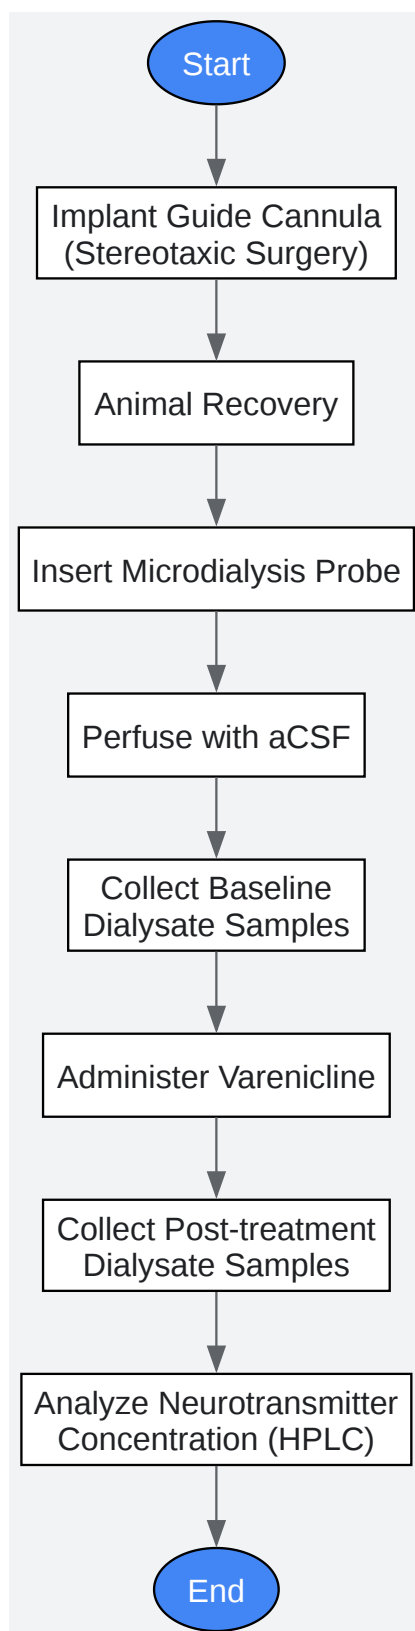 Start
Implant Guide Cannula
(Stereotaxic Surgery)
Animal Recovery
Insert Microdialysis Probe
Perfuse with aCSF
Collect Baseline
Dialysate Samples
Administer Varenicline
Collect Post-treatment
Dialysate Samples
Analyze Neurotransmitter
Concentration (HPLC)
End